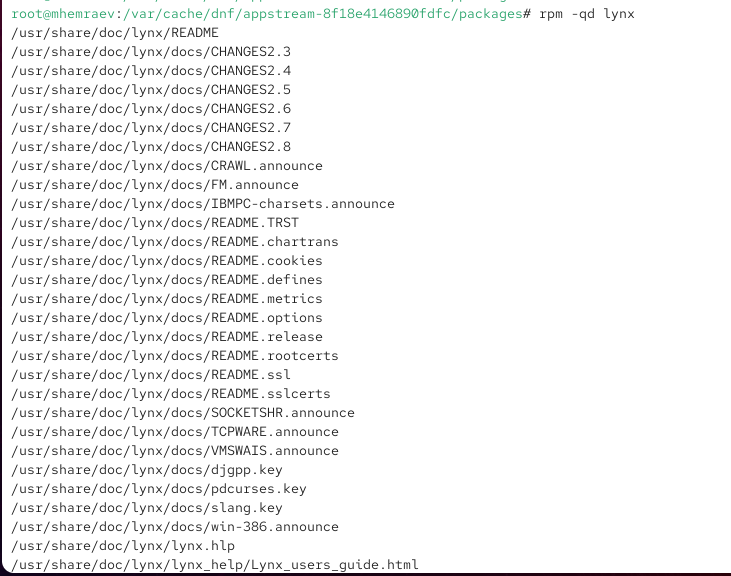 root@mhemraev:/var/cache/dnf/appstream-8f18e4146890fdfc/packages# rpm -qd lynx
/usr/share/doc/lynx/README
/usr/share/doc/lynx/docs/CHANGES2.3
/usr/share/doc/lynx/docs/CHANGES2.4
/usr/share/doc/lynx/docs/CHANGES2.5
/usr/share/doc/lynx/docs/CHANGES2.6
/usr/share/doc/lynx/docs/CHANGES2.7
/usr/share/doc/lynx/docs/CHANGES2.8
/usr/share/doc/lynx/docs/CRAWL.announce
/usr/share/doc/lynx/docs/FM.announce
/usr/share/doc/lynx/docs/IBMPC-charsets.announce
/usr/share/doc/lynx/docs/README.TRST
/usr/share/doc/lynx/docs/README.chartrans
/usr/share/doc/lynx/docs/README.cookies
/usr/share/doc/lynx/docs/README.defines
/usr/share/doc/lynx/docs/README.metrics
/usr/share/doc/lynx/docs/README.options
/usr/share/doc/lynx/docs/README.release
/usr/share/doc/lynx/docs/README.rootcerts
/usr/share/doc/lynx/docs/README.ssl
/usr/share/doc/lynx/docs/README.sslcerts
/usr/share/doc/lynx/docs/SOCKETSHR.announce
/usr/share/doc/lynx/docs/TCPWARE.announce
/usr/share/doc/lynx/docs/VMSWAIS.announce
/usr/share/doc/lynx/docs/djgpp.key
/usr/share/doc/lynx/docs/pdcurses.key
/usr/share/doc/lynx/docs/slang.key
/usr/share/doc/lynx/docs/win-386.announce
/usr/share/doc/lynx/lynx.hlp
/usr/share/doc/lynx/lynx_help/Lynx_users_guide.html